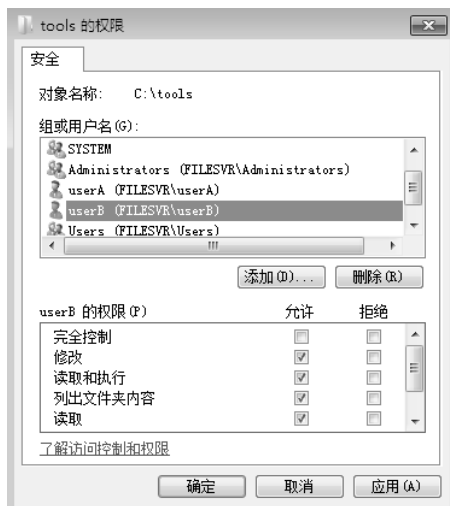 tools 的权限
安全
对象名称: C:\tools
组或用户名(G):
SYSTEM
Administrators (FILESVR\Administrators)
userA (FILESVR\userA)
userB (FILESVR\userB)
Users (FILESVR\Users)
添加(D)... 删除(R)
userB 的权限(P) 允许 拒绝
完全控制
修改
读取和执行
列出文件夹内容
读取
了解访问控制和权限
确定 取消 应用(A)